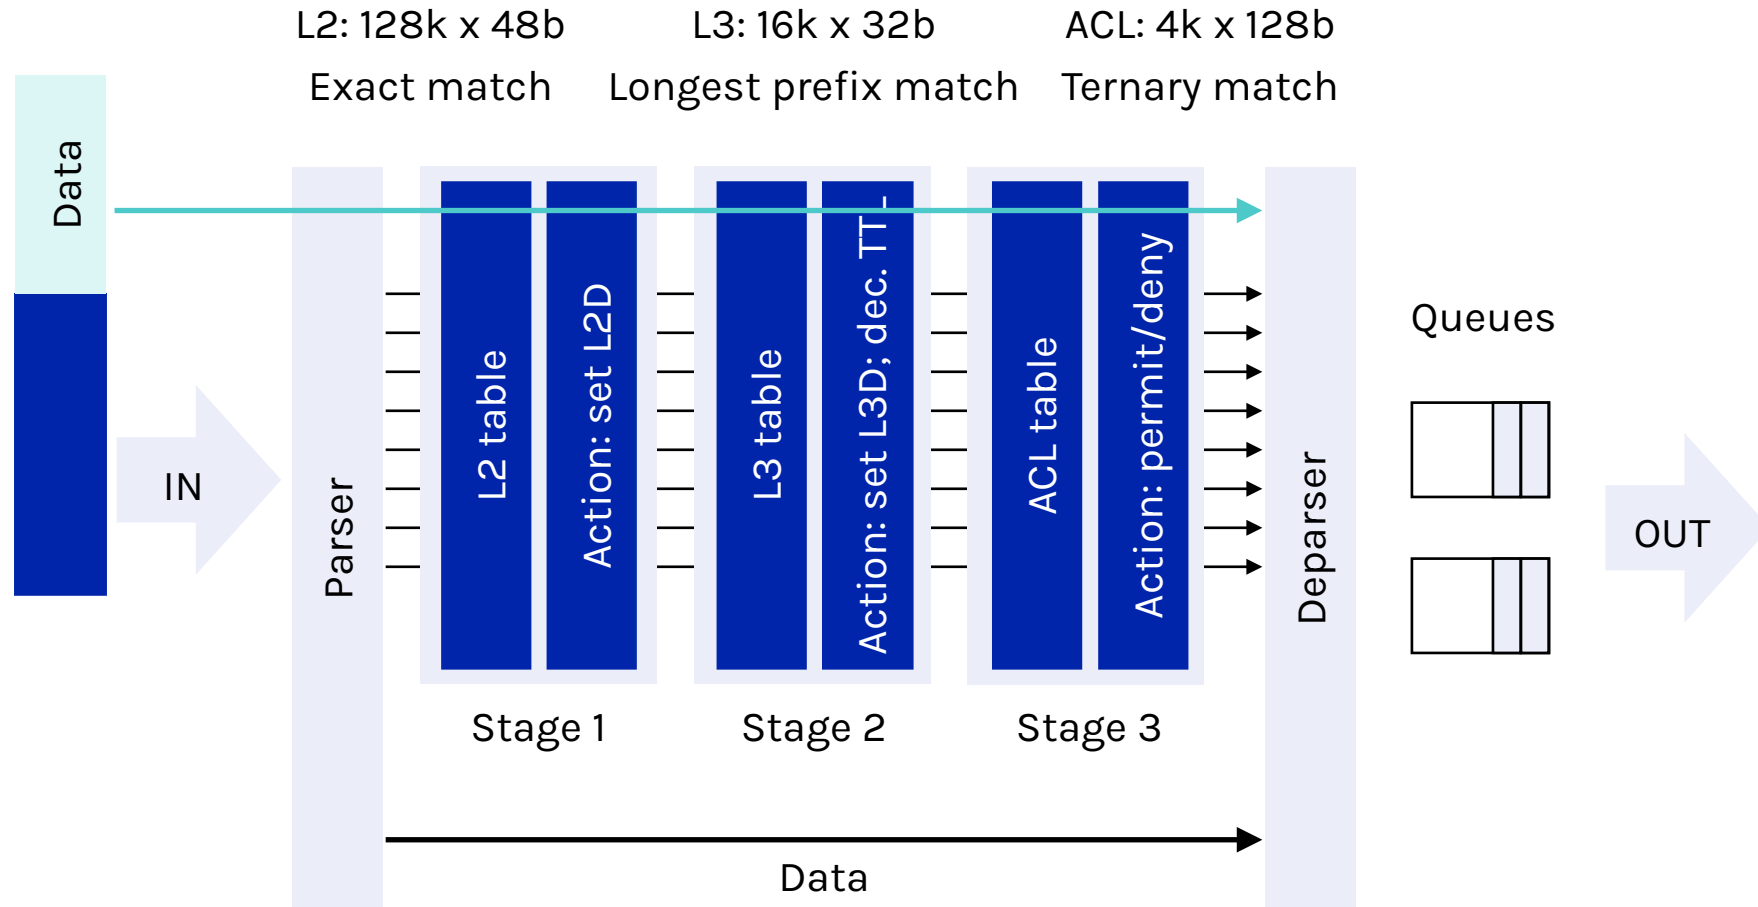 L2: 128k x 48b
Exact match
L3: 16k x 32b
Longest prefix match
ACL: 4k x 128b
Ternary match
Data
IN
Parser
L2 table
Action: set L2D
Stage 1
L3 table
Action: set L3D; dec. TTL
Stage 2
ACL table
Action: permit/deny
Stage 3
Data
Deparser
Queues
OUT